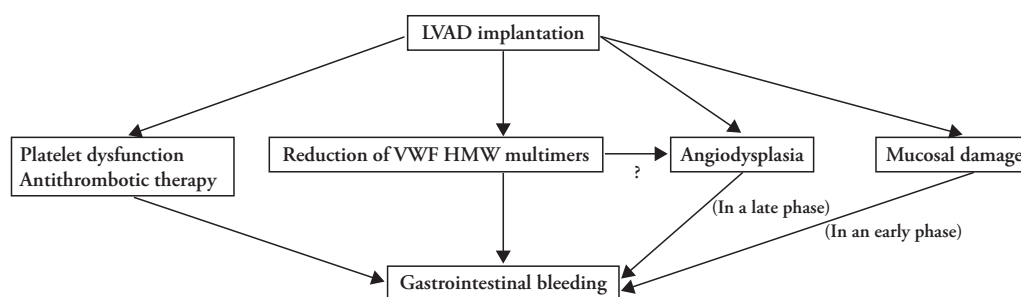 LVAD implantation
Platelet dysfunction
Antithrombotic therapy
Reduction of VWF HMW multimers
?
Angiodysplasia
Mucosal damage
(In a late phase)
(In an early phase)
Gastrointestinal bleeding